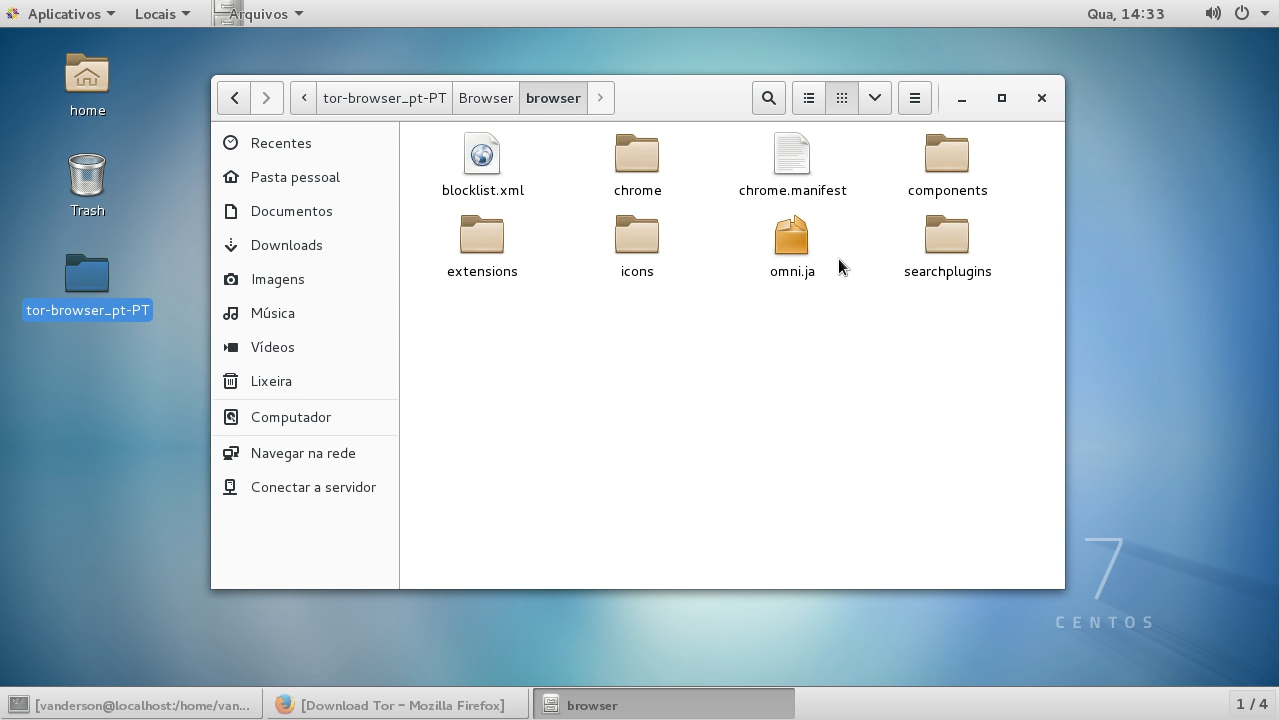 Aplicativos Locais Arquivos Qua, 14:33
home
Trash
tor-browser_pt-PT
tor-browser_pt-PT Browser browser
Recentes
Pasta pessoal
Documentos
Downloads
Imagens
Música
Vídeos
Lixeira
Computador
Navegar na rede
Conectar a servidor
blocklist.xml chrome chrome.manifest components
extensions icons omni.ja searchplugins
7
CENTOS
[vanderson@localhost:/home/van... [Download Tor – Mozilla Firefox] browser 1 / 4